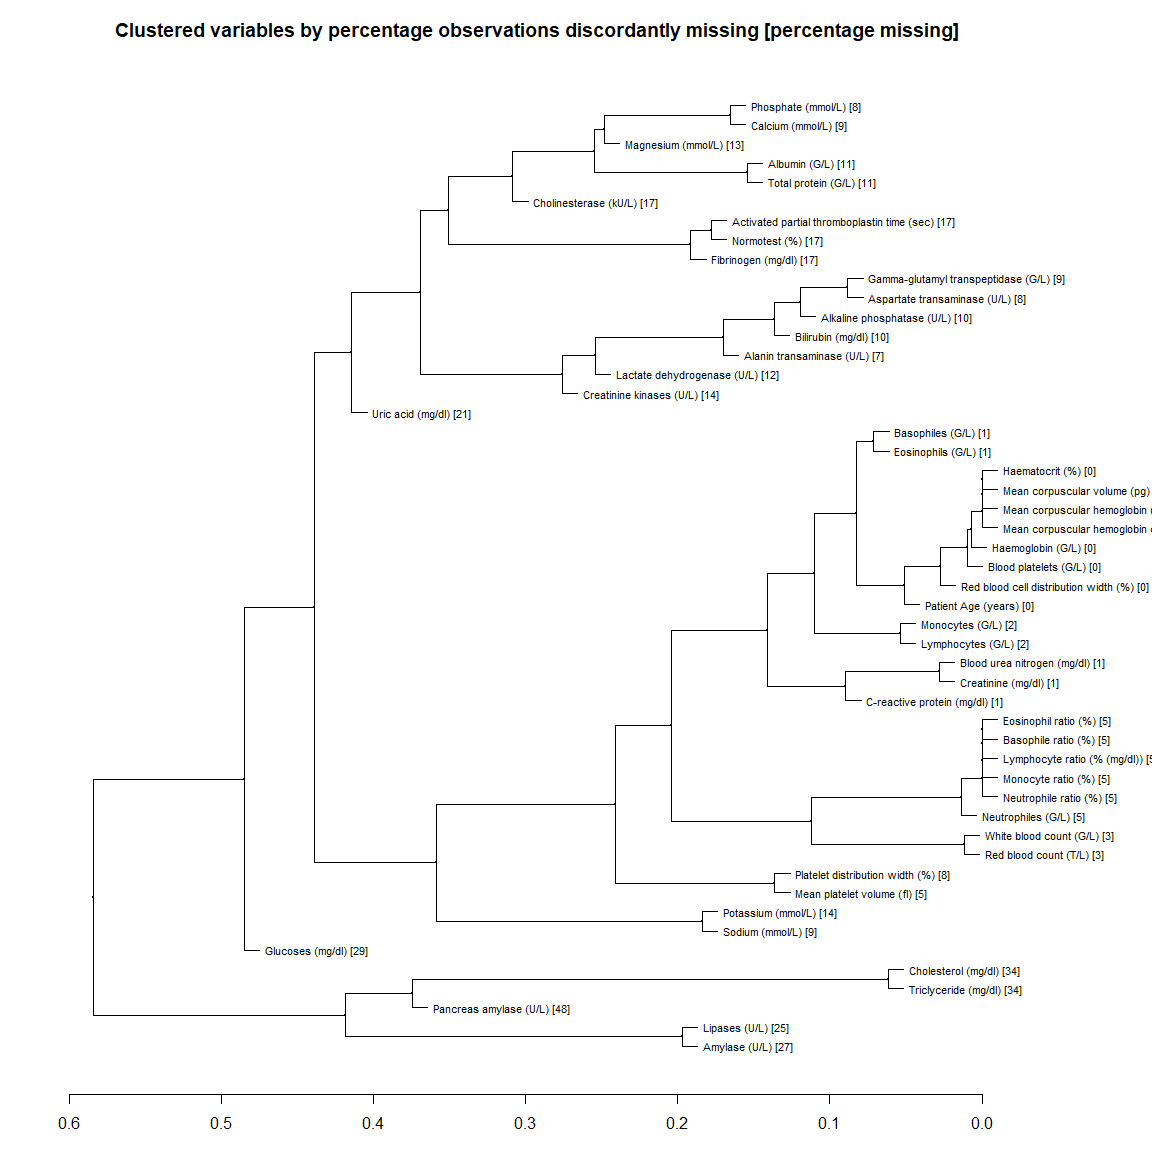 Clustered variables by percentage observations discordantly missing [percentage missing]
Phosphate (mmol/L) [8]
Calcium (mmol/L) [9]
Magnesium (mmol/L) [13]
Albumin (G/L) [11]
Total protein (G/L) [11]
Cholinesterase (kU/L) [17]
Activated partial thromboplastin time (sec) [17]
Normotest (%) [17]
Fibrinogen (mg/dl) [17]
Gamma-glutamyl transpeptidase (G/L) [9]
Aspartate transaminase (U/L) [8]
Alkaline phosphatase (U/L) [10]
Bilirubin (mg/dl) [10]
Alanin transaminase (U/L) [7]
Lactate dehydrogenase (U/L) [12]
Creatinine kinases (U/L) [14]
Uric acid (mg/dl) [21]
Basophiles (G/L) [1]
Eosinophils (G/L) [1]
Haematocrit (%) [0]
Mean corpuscular volume (pg)
Mean corpuscular hemoglobin
Mean corpuscular hemoglobin
Haemoglobin (G/L) [0]
Blood platelets (G/L) [0]
Red blood cell distribution width (%) [0]
Patient Age (years) [0]
Monocytes (G/L) [2]
Lymphocytes (G/L) [2]
Blood urea nitrogen (mg/dl) [1]
Creatinine (mg/dl) [1]
C-reactive protein (mg/dl) [1]
Eosinophil ratio (%) [5]
Basophile ratio (%) [5]
Lymphocyte ratio (% (mg/dl))
Monocyte ratio (%) [5]
Neutrophile ratio (%) [5]
Neutrophiles (G/L) [5]
White blood count (G/L) [3]
Red blood count (T/L) [3]
Platelet distribution width (%) [8]
Mean platelet volume (fl) [5]
Potassium (mmol/L) [14]
Sodium (mmol/L) [9]
Glucoses (mg/dl) [29]
Cholesterol (mg/dl) [34]
Triclyceride (mg/dl) [34]
Pancreas amylase (U/L) [48]
Lipases (U/L) [25]
Amylase (U/L) [27]
0.6 0.5 0.4 0.3 0.2 0.1 0.0